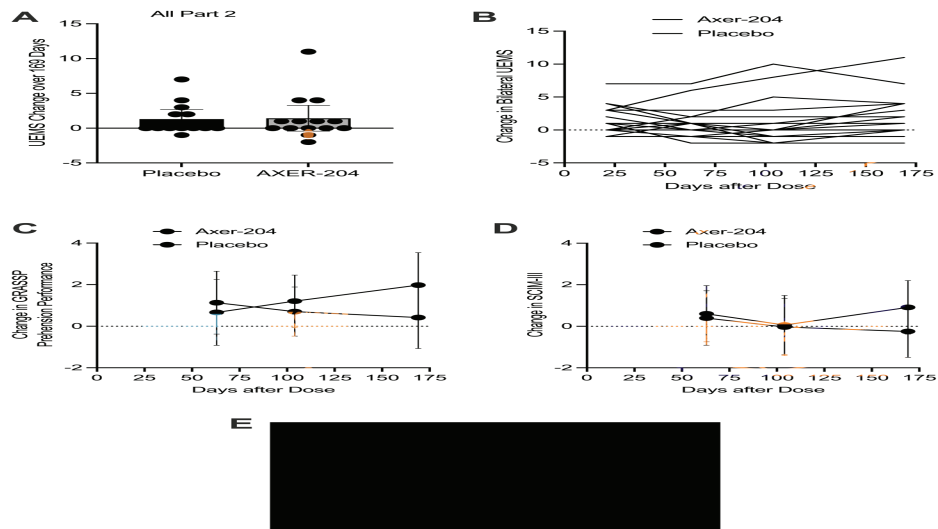 A
All Part 2
UEMS Change over 169 Days
15
10
5
0
-5
Placebo
AXER-204
B
Axer-204
Placebo
Change in Bilateral UEMS
15
10
5
0
-5
0 25 50 75 100 125 150 175
Days after Dose
C
Axer-204
Placebo
Change in GRASSP
Prehension Performance
4
2
0
-2
0 25 50 75 100 125 150 175
Days after Dose
D
Axer-204
Placebo
Change in SCIM-III
4
2
0
-2
0 25 50 75 100 125 150 175
Days after Dose
E